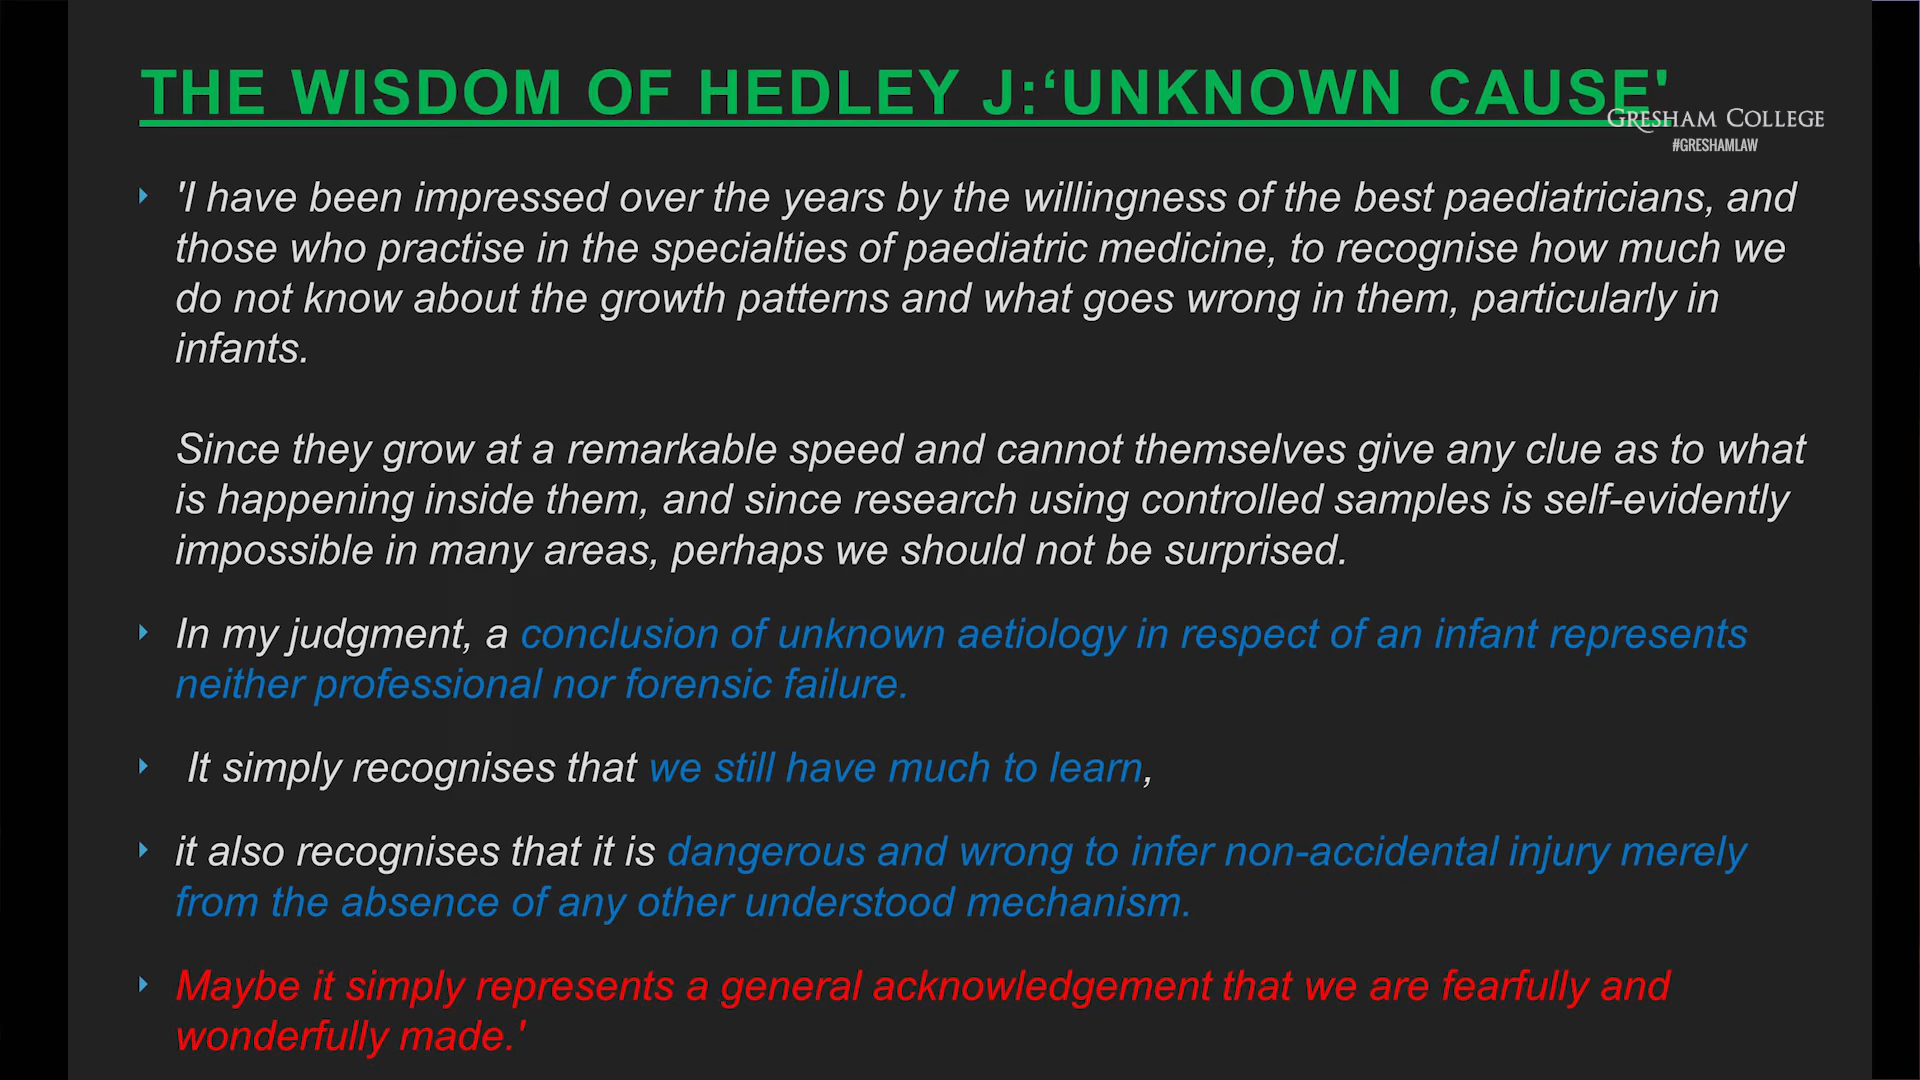 THE WISDOM OF HEDLEY J:‘UNKNOWN CAUSE'
GRESHAM COLLEGE
#GRESHAMLAW
'I have been impressed over the years by the willingness of the best paediatricians, and
those who practise in the specialties of paediatric medicine, to recognise how much we
do not know about the growth patterns and what goes wrong in them, particularly in
infants.
Since they grow at a remarkable speed and cannot themselves give any clue as to what
is happening inside them, and since research using controlled samples is self-evidently
impossible in many areas, perhaps we should not be surprised.
In my judgment, a conclusion of unknown aetiology in respect of an infant represents
neither professional nor forensic failure.
It simply recognises that we still have much to learn,
it also recognises that it is dangerous and wrong to infer non-accidental injury merely
from the absence of any other understood mechanism.
Maybe it simply represents a general acknowledgement that we are fearfully and
wonderfully made.'